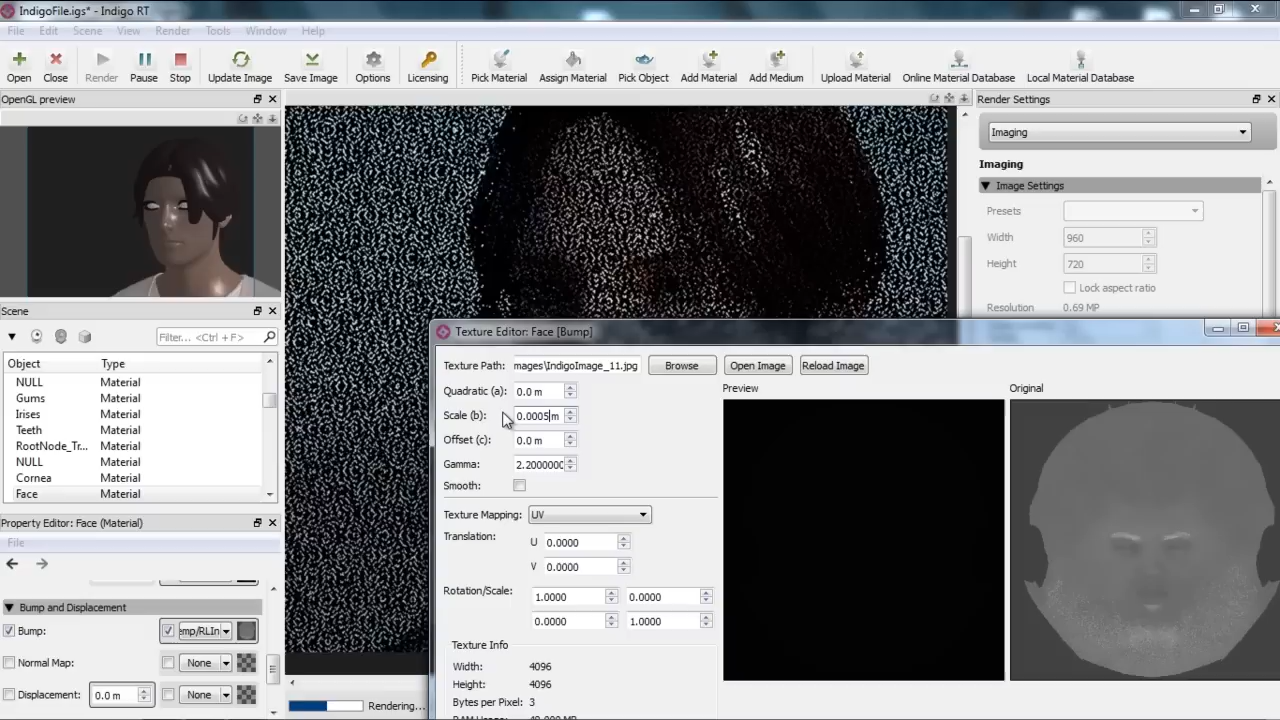 IndigoFile.igs* - Indigo RT
File Edit Scene View Render Tools Window Help
Open Close Render Pause Stop Update Image Save Image Options Licensing Pick Material Assign Material Pick Object Add Material Add Medium Upload Material Online Material Database Local Material Database
OpenGL preview
Render Settings
Imaging
Imaging
Image Settings
Presets
Width 960
Height 720
Lock aspect ratio
Resolution 0.69 MP
Scene
Filter... <Ctrl + F>
Object Type
NULL Material
Gums Material
Irises Material
Teeth Material
RootNode_Tr... Material
NULL Material
Cornea Material
Face Material
Property Editor: Face (Material)
File
Bump and Displacement
Bump: emp/RLIn
Normal Map: None
Displacement: 0.0 m None
Rendering...
Texture Editor: Face [Bump]
Texture Path: mages\IndigoImage_11.jpg Browse Open Image Reload Image
Quadratic (a): 0.0 m
Scale (b): 0.0005 m
Offset (c): 0.0 m
Gamma: 2.2000000
Smooth:
Texture Mapping: UV
Translation: U 0.0000
V 0.0000
Rotation/Scale: 1.0000 0.0000
0.0000 1.0000
Texture Info
Width: 4096
Height: 4096
Bytes per Pixel: 3
Preview
Original